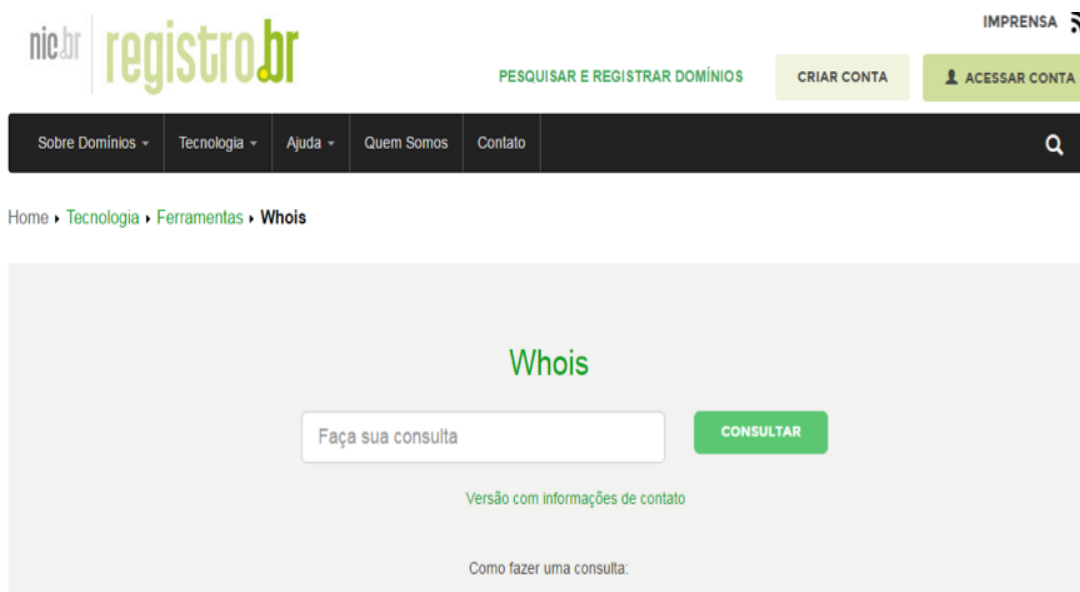 IMPRENSA
nic.br registro.br
PESQUISAR E REGISTRAR DOMÍNIOS
CRIAR CONTA
ACESSAR CONTA
Sobre Domínios Tecnologia Ajuda Quem Somos Contato
Home Tecnologia Ferramentas Whois
Whois
Faça sua consulta
CONSULTAR
Versão com informações de contato
Como fazer uma consulta: